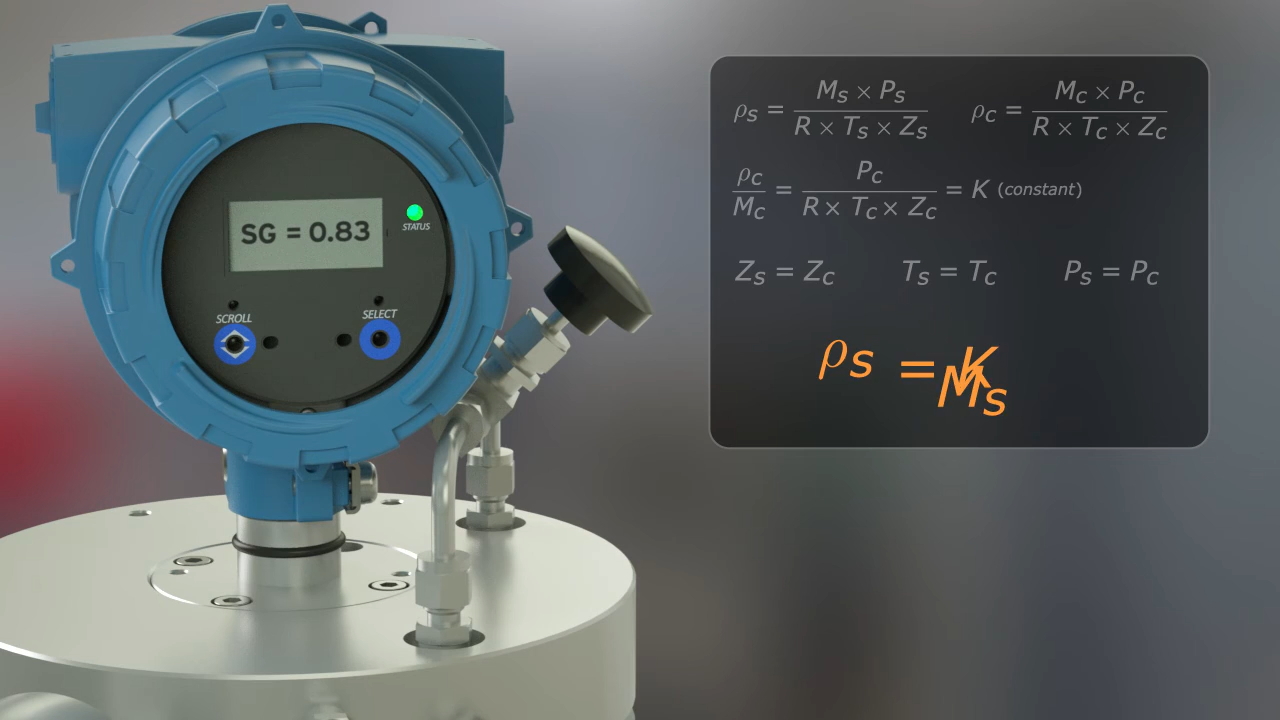 SG = 0.83
STATUS
SCROLL
SELECT
ρS = MS × PS / R × TS × ZS
ρC = MC × PC / R × TC × ZC
ρC / MC = PC / R × TC × ZC = K (constant)
ZS = ZC
TS = TC
PS = PC
ρS = K
MS